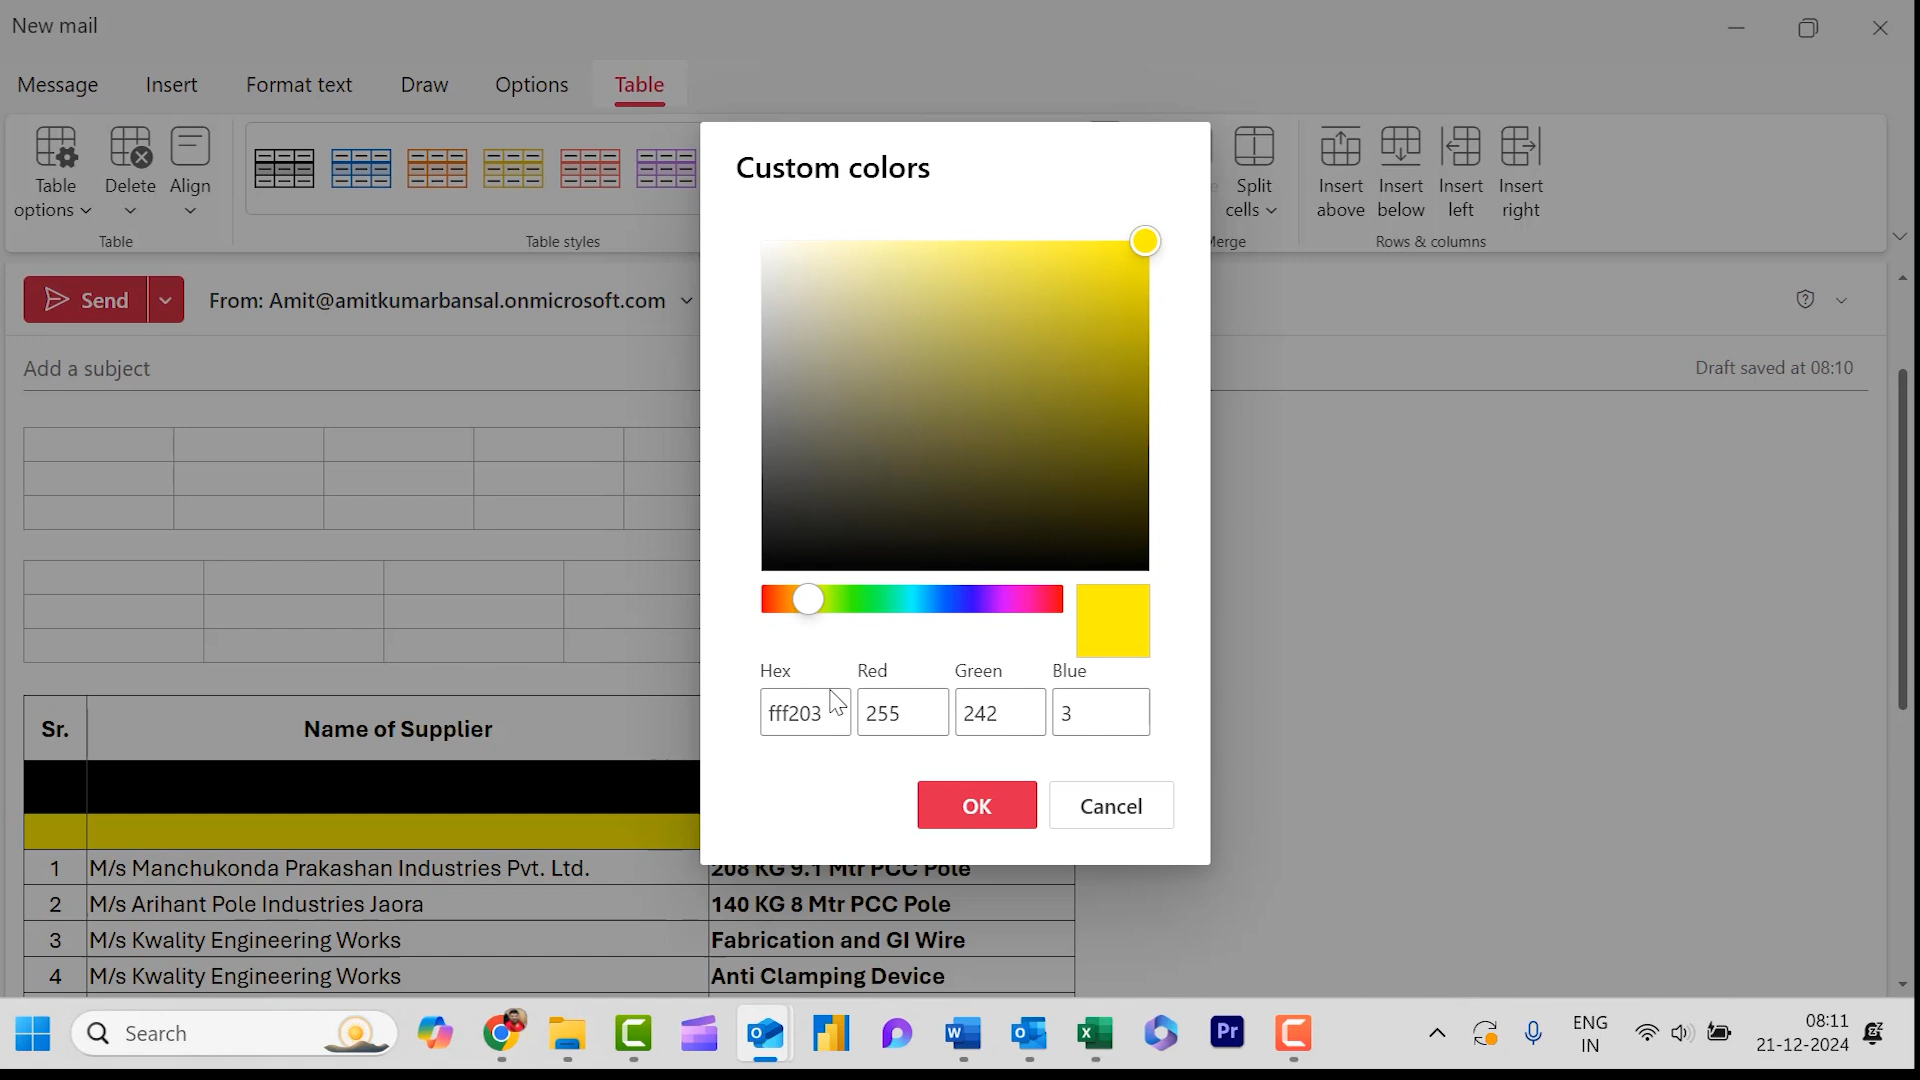 New mail
Message Insert Format text Draw Options Table
Table options
Delete
Align
Split cells
Insert above
Insert below
Insert left
Insert right
Table
Table styles
Merge
Rows & columns
Custom colors
Send
From: Amit@amitkumarbansal.onmicrosoft.com
Add a subject
Draft saved at 08:10
Hex Red Green Blue
fff203 255 242 3
OK Cancel
Sr. Name of Supplier
1 M/s Manchukonda Prakashan Industries Pvt. Ltd. 208 KG 9.1 Mtr PCC Pole
2 M/s Arihant Pole Industries Jaora 140 KG 8 Mtr PCC Pole
3 M/s Kwality Engineering Works Fabrication and GI Wire
4 M/s Kwality Engineering Works Anti Clamping Device
Search
Pr
ENG
IN
08:11
21-12-2024